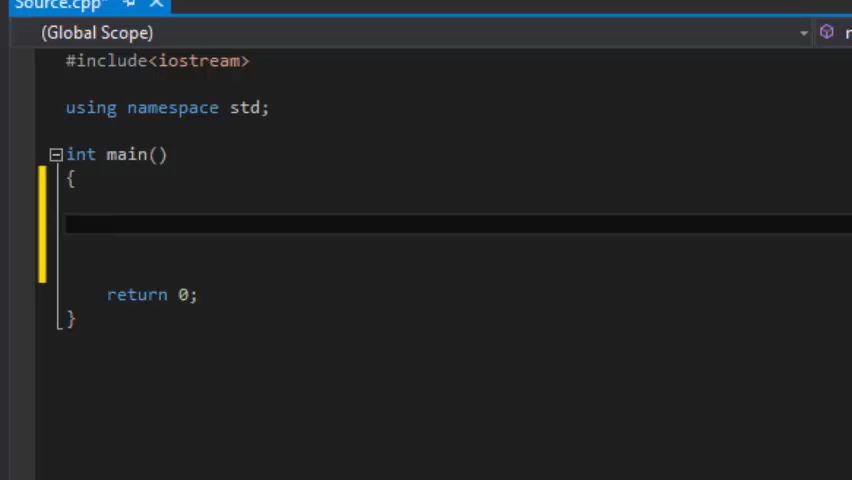 Source.cpp*
(Global Scope)
#include<iostream>
using namespace std;
int main()
{
return 0;
}